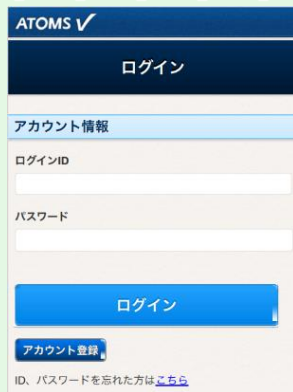 ATOMS V
ログイン
アカウント情報
ログインID
パスワード
ログイン
アカウント登録
ID、パスワードを忘れた方はこちら